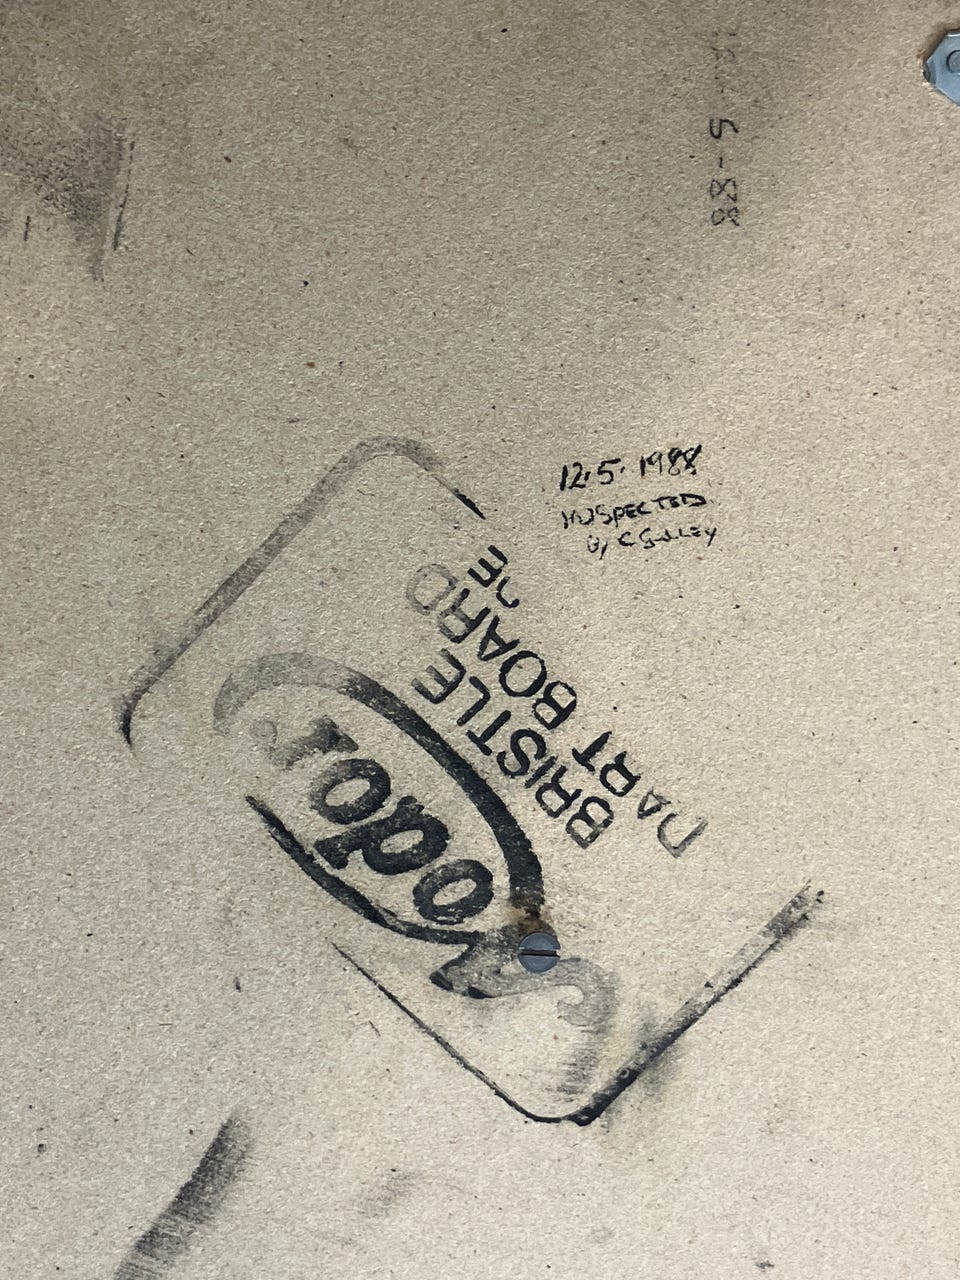 88-5
12.5.1988
INSPECTED
By C
Nodor
BRISTLE
DART BOARD